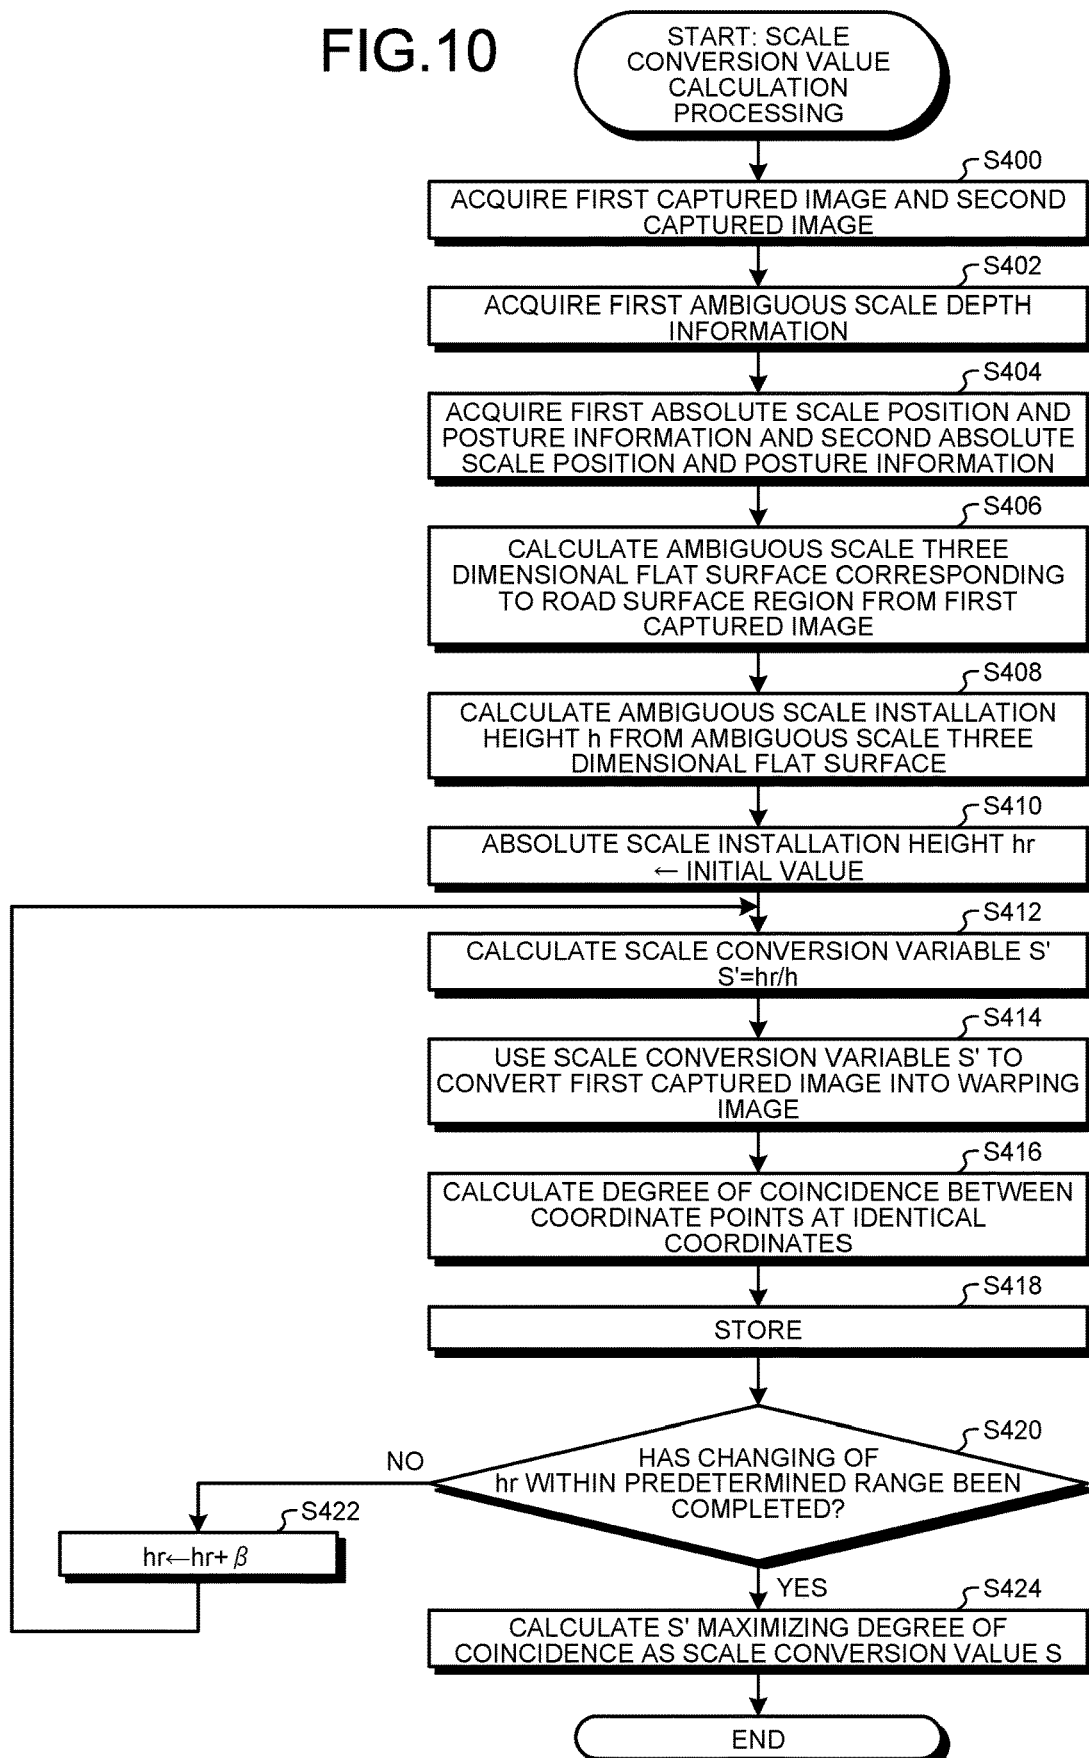 FIG.10
START: SCALE
CONVERSION VALUE
CALCULATION
PROCESSING
S400
ACQUIRE FIRST CAPTURED IMAGE AND SECOND
CAPTURED IMAGE
S402
ACQUIRE FIRST AMBIGUOUS SCALE DEPTH
INFORMATION
S404
ACQUIRE FIRST ABSOLUTE SCALE POSITION AND
POSTURE INFORMATION AND SECOND ABSOLUTE
SCALE POSITION AND POSTURE INFORMATION
S406
CALCULATE AMBIGUOUS SCALE THREE
DIMENSIONAL FLAT SURFACE CORRESPONDING
TO ROAD SURFACE REGION FROM FIRST
CAPTURED IMAGE
S408
CALCULATE AMBIGUOUS SCALE INSTALLATION
HEIGHT h FROM AMBIGUOUS SCALE THREE
DIMENSIONAL FLAT SURFACE
S410
ABSOLUTE SCALE INSTALLATION HEIGHT hr
← INITIAL VALUE
S412
CALCULATE SCALE CONVERSION VARIABLE S'
S'=hr/h
S414
USE SCALE CONVERSION VARIABLE S' TO
CONVERT FIRST CAPTURED IMAGE INTO WARPING
IMAGE
S416
CALCULATE DEGREE OF COINCIDENCE BETWEEN
COORDINATE POINTS AT IDENTICAL
COORDINATES
S418
STORE
S420
HAS CHANGING OF
hr WITHIN PREDETERMINED RANGE BEEN
COMPLETED?
NO
S422
hr←hr+β
YES
S424
CALCULATE S' MAXIMIZING DEGREE OF
COINCIDENCE AS SCALE CONVERSION VALUE S
END